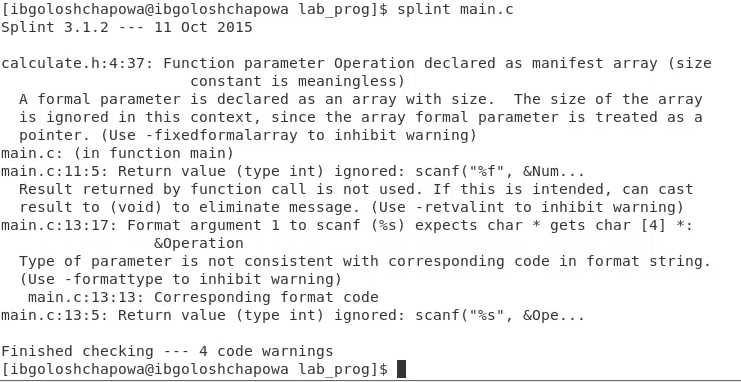 [ibgoloshchapowa@ibgoloshchapowa lab_prog]$ splint main.c
Splint 3.1.2 --- 11 Oct 2015
calculate.h:4:37: Function parameter Operation declared as manifest array (size
constant is meaningless)
A formal parameter is declared as an array with size.  The size of the array
is ignored in this context, since the array formal parameter is treated as a
pointer. (Use -fixedformalarray to inhibit warning)
main.c: (in function main)
main.c:11:5: Return value (type int) ignored: scanf("%f", &Num...
Result returned by function call is not used. If this is intended, can cast
result to (void) to eliminate message. (Use -retvalint to inhibit warning)
main.c:13:17: Format argument 1 to scanf (%s) expects char * gets char [4] *:
&Operation
Type of parameter is not consistent with corresponding code in format string.
(Use -formattype to inhibit warning)
main.c:13:13: Corresponding format code
main.c:13:5: Return value (type int) ignored: scanf("%s", &Ope...
Finished checking --- 4 code warnings
[ibgoloshchapowa@ibgoloshchapowa lab_prog]$